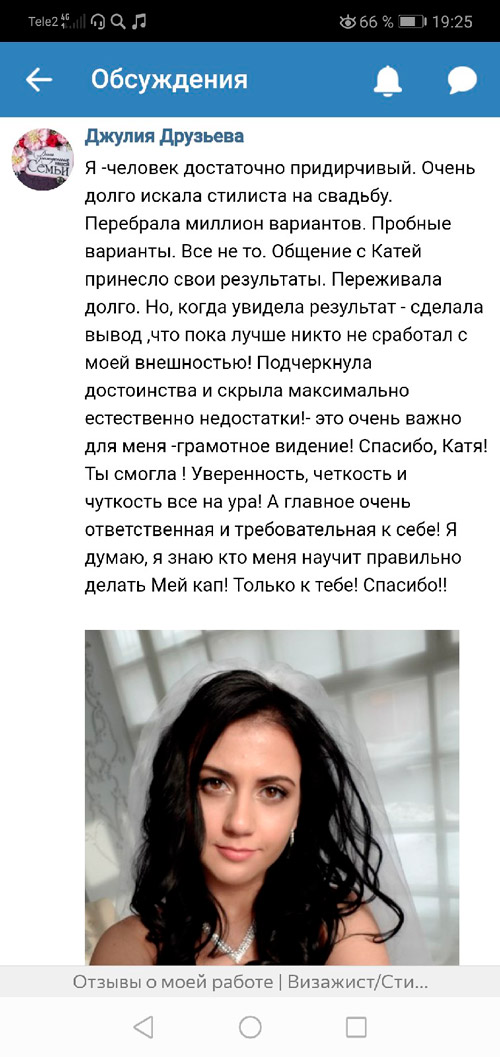 Tele2 4G 66 % 19:25
Обсуждения
Джулия Друзьева
Я -человек достаточно придирчивый. Очень
долго искала стилиста на свадьбу.
Перебрала миллион вариантов. Пробные
варианты. Все не то. Общение с Катей
принесло свои результаты. Переживала
долго. Но, когда увидела результат - сделала
вывод ,что пока лучше никто не сработал с
моей внешностью! Подчеркнула
достоинства и скрыла максимально
естественно недостатки!- это очень важно
для меня -грамотное видение! Спасибо, Катя!
Ты смогла ! Уверенность, четкость и
чуткость все на ура! А главное очень
ответственная и требовательная к себе! Я
думаю, я знаю кто меня научит правильно
делать Мей кап! Только к тебе! Спасибо!!
Семьи
Отзывы о моей работе | Визажист/Сти...